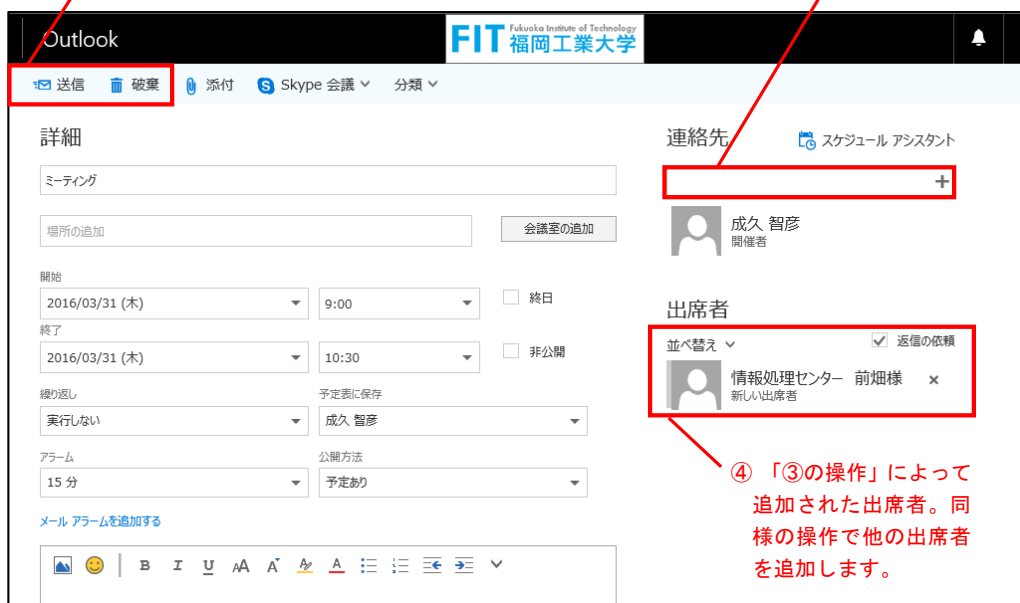 Outlook
FIT Fukuoka Institute of Technology
福岡工業大学
送信 破棄 添付 Skype 会議 分類
詳細
ミーティング
場所の追加 会議室の追加
開始
2016/03/31 (木) 9:00 終日
終了
2016/03/31 (木) 10:30 非公開
繰り返し 予定表に保存
実行しない 成久 智彦
アラーム 公開方法
15 分 予定あり
メール アラームを追加する
B I U AA A A A
連絡先 スケジュール アシスタント
+
成久 智彦
開催者
出席者
並べ替え 返信の依頼
情報処理センター 前畑様 ×
新しい出席者
④ 「③の操作」によって
追加された出席者。同
様の操作で他の出席者
を追加します。